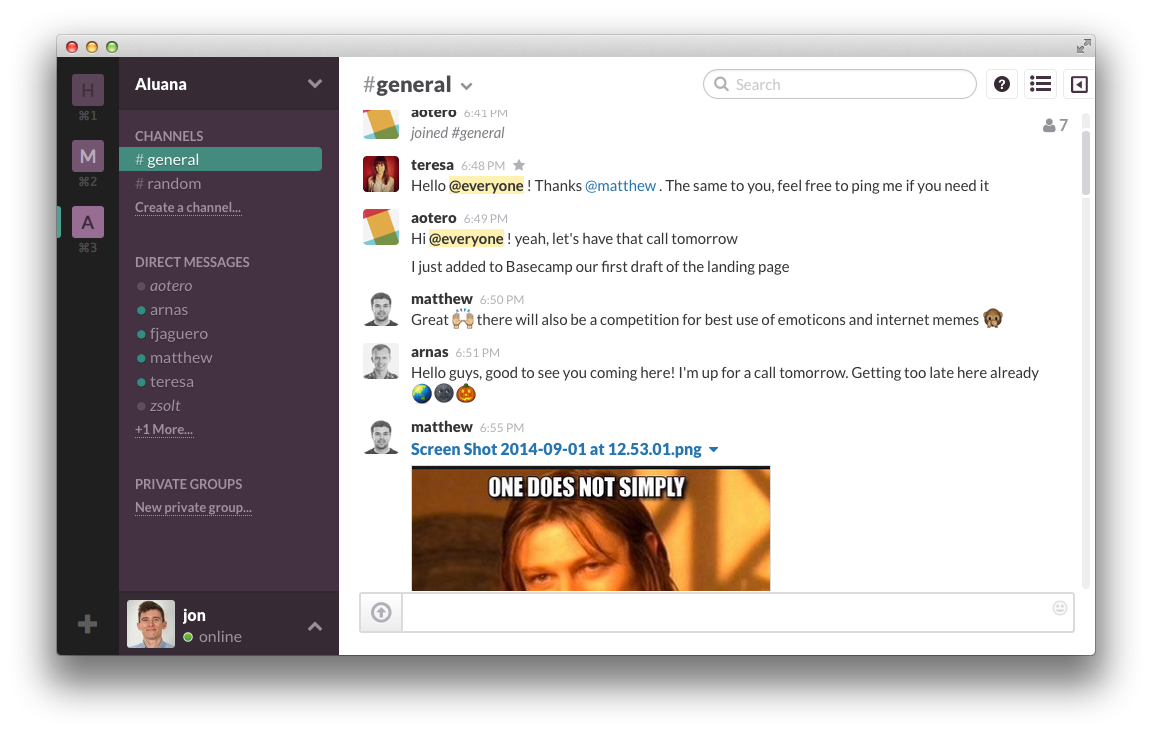 H
⌘1
M
⌘2
A
⌘3
Aluana
CHANNELS
# general
# random
Create a channel...
DIRECT MESSAGES
aotero
arnas
fjaguero
matthew
teresa
zsolt
+1 More...
PRIVATE GROUPS
New private group...
jon
online
#general
Search
?
7
aotero 6:41 PM
joined #general
teresa 6:48 PM
Hello @everyone ! Thanks @matthew . The same to you, feel free to ping me if you need it
aotero 6:49 PM
Hi @everyone ! yeah, let's have that call tomorrow
I just added to Basecamp our first draft of the landing page
matthew 6:50 PM
Great 🙌 there will also be a competition for best use of emoticons and internet memes 🙊
arnas 6:51 PM
Hello guys, good to see you coming here! I'm up for a call tomorrow. Getting too late here already
🌏🌚🎃
matthew 6:55 PM
Screen Shot 2014-09-01 at 12.53.01.png
ONE DOES NOT SIMPLY